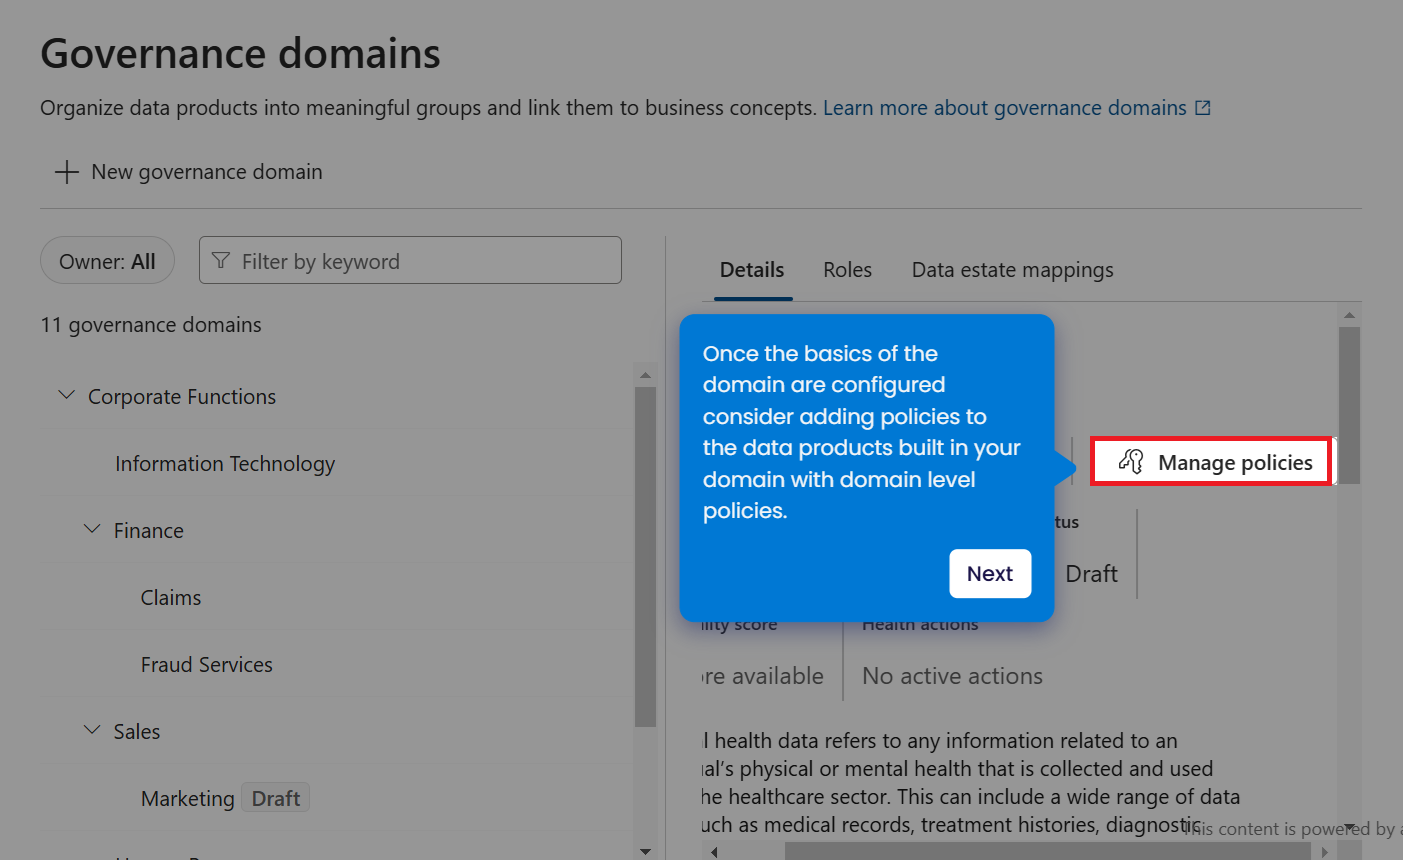 Governance domains
Organize data products into meaningful groups and link them to business concepts. Learn more about governance domains
New governance domain
Owner: All
Filter by keyword
11 governance domains
Corporate Functions
Information Technology
Finance
Claims
Fraud Services
Sales
Marketing Draft
Details Roles Data estate mappings
Once the basics of the
domain are configured
consider adding policies to
the data products built in your
domain with domain level
policies.
Next
Manage policies
Draft
score Health actions
available No active actions
health data refers to any information related to an
physical or mental health that is collected and used
healthcare sector. This can include a wide range of data
as medical records, treatment histories, diagnostic
This content is powered by